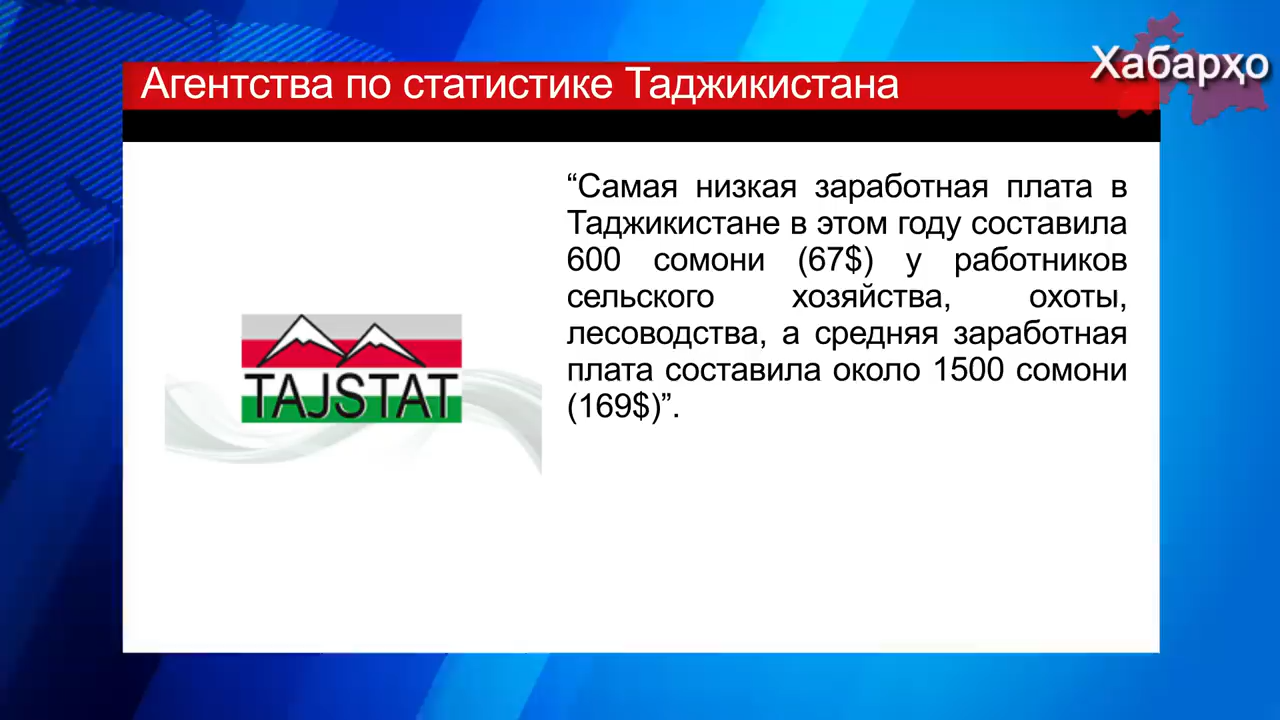 Хабарҳо
Агентства по статистике Таджикистана
“Самая низкая заработная плата в
Таджикистане в этом году составила
600 сомони (67$) у работников
сельского хозяйства, охоты,
лесоводства, а средняя заработная
плата составила около 1500 сомони
(169$)”.
TAJSTAT